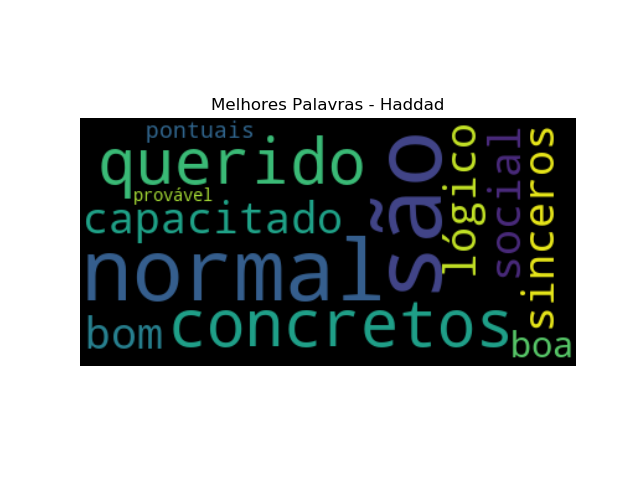 Melhores Palavras - Haddad
pontuais
querido
provável
capacitado
normal
bom
concretos
são
lógico
social
sinceros
boa